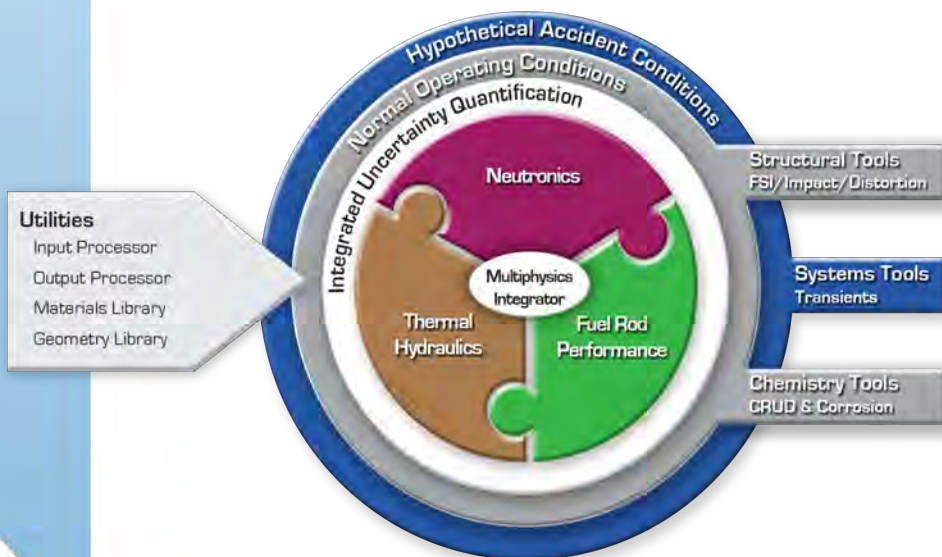 Hypothetical Accident Conditions
Normal Operating Conditions
Integrated Uncertainty Quantification
Utilities
Input Processor
Output Processor
Materials Library
Geometry Library
Neutronics
Multiphysics
Integrator
Thermal
Hydraulics
Fuel Rod
Performance
Structural Tools
FSI/Impact/Distortion
Systems Tools
Transients
Chemistry Tools
CRUD & Corrosion